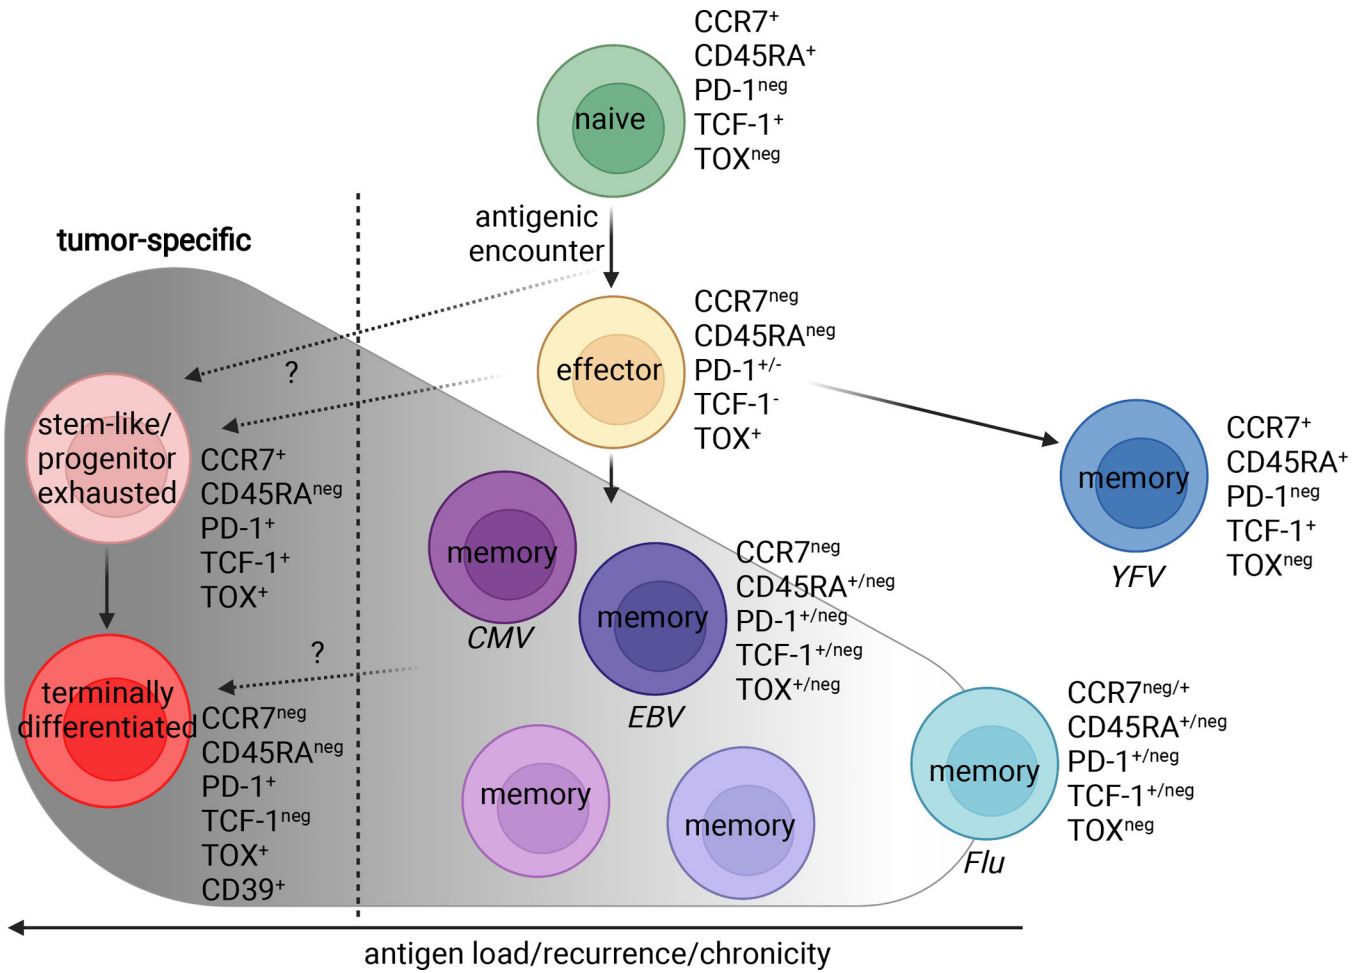 CCR7⁺
CD45RA⁺
PD-1ⁿᵉᵍ
TCF-1⁺
TOXⁿᵉᵍ
naive
antigenic
encounter
tumor-specific
CCR7ⁿᵉᵍ
CD45RAⁿᵉᵍ
PD-1⁺/⁻
TCF-1⁻
TOX⁺
effector
?
stem-like/
progenitor
exhausted
CCR7⁺
CD45RAⁿᵉᵍ
PD-1⁺
TCF-1⁺
TOX⁺
memory
CMV
memory
EBV
CCR7ⁿᵉᵍ
CD45RA⁺/ⁿᵉᵍ
PD-1⁺/ⁿᵉᵍ
TCF-1⁺/ⁿᵉᵍ
TOX⁺/ⁿᵉᵍ
memory
YFV
CCR7⁺
CD45RA⁺
PD-1ⁿᵉᵍ
TCF-1⁺
TOXⁿᵉᵍ
?
terminally
differentiated
CCR7ⁿᵉᵍ
CD45RAⁿᵉᵍ
PD-1⁺
TCF-1ⁿᵉᵍ
TOX⁺
CD39⁺
memory
memory
memory
Flu
CCR7ⁿᵉᵍ/⁺
CD45RA⁺/ⁿᵉᵍ
PD-1⁺/ⁿᵉᵍ
TCF-1⁺/ⁿᵉᵍ
TOXⁿᵉᵍ
antigen load/recurrence/chronicity